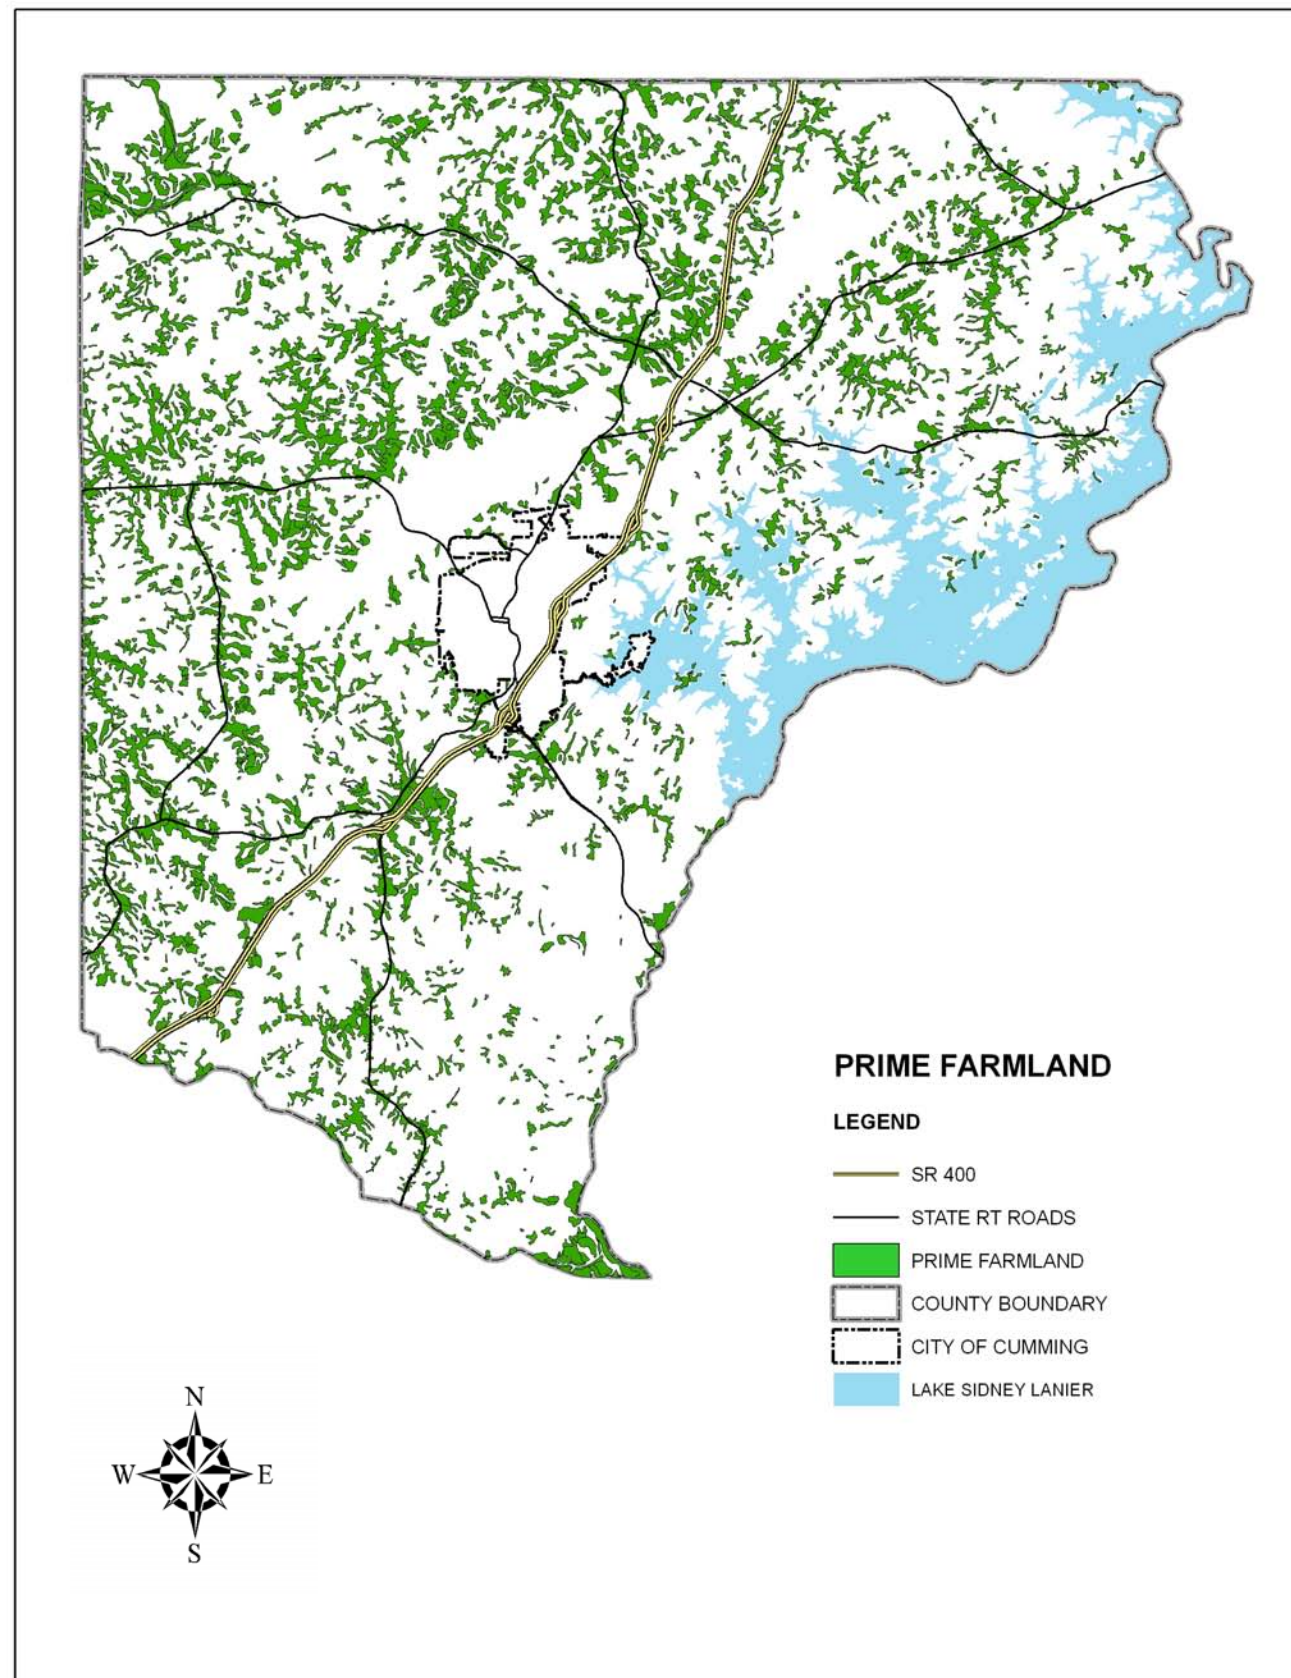 PRIME FARMLAND
LEGEND
SR 400
STATE RT ROADS
PRIME FARMLAND
COUNTY BOUNDARY
CITY OF CUMMING
LAKE SIDNEY LANIER
N
W E
S